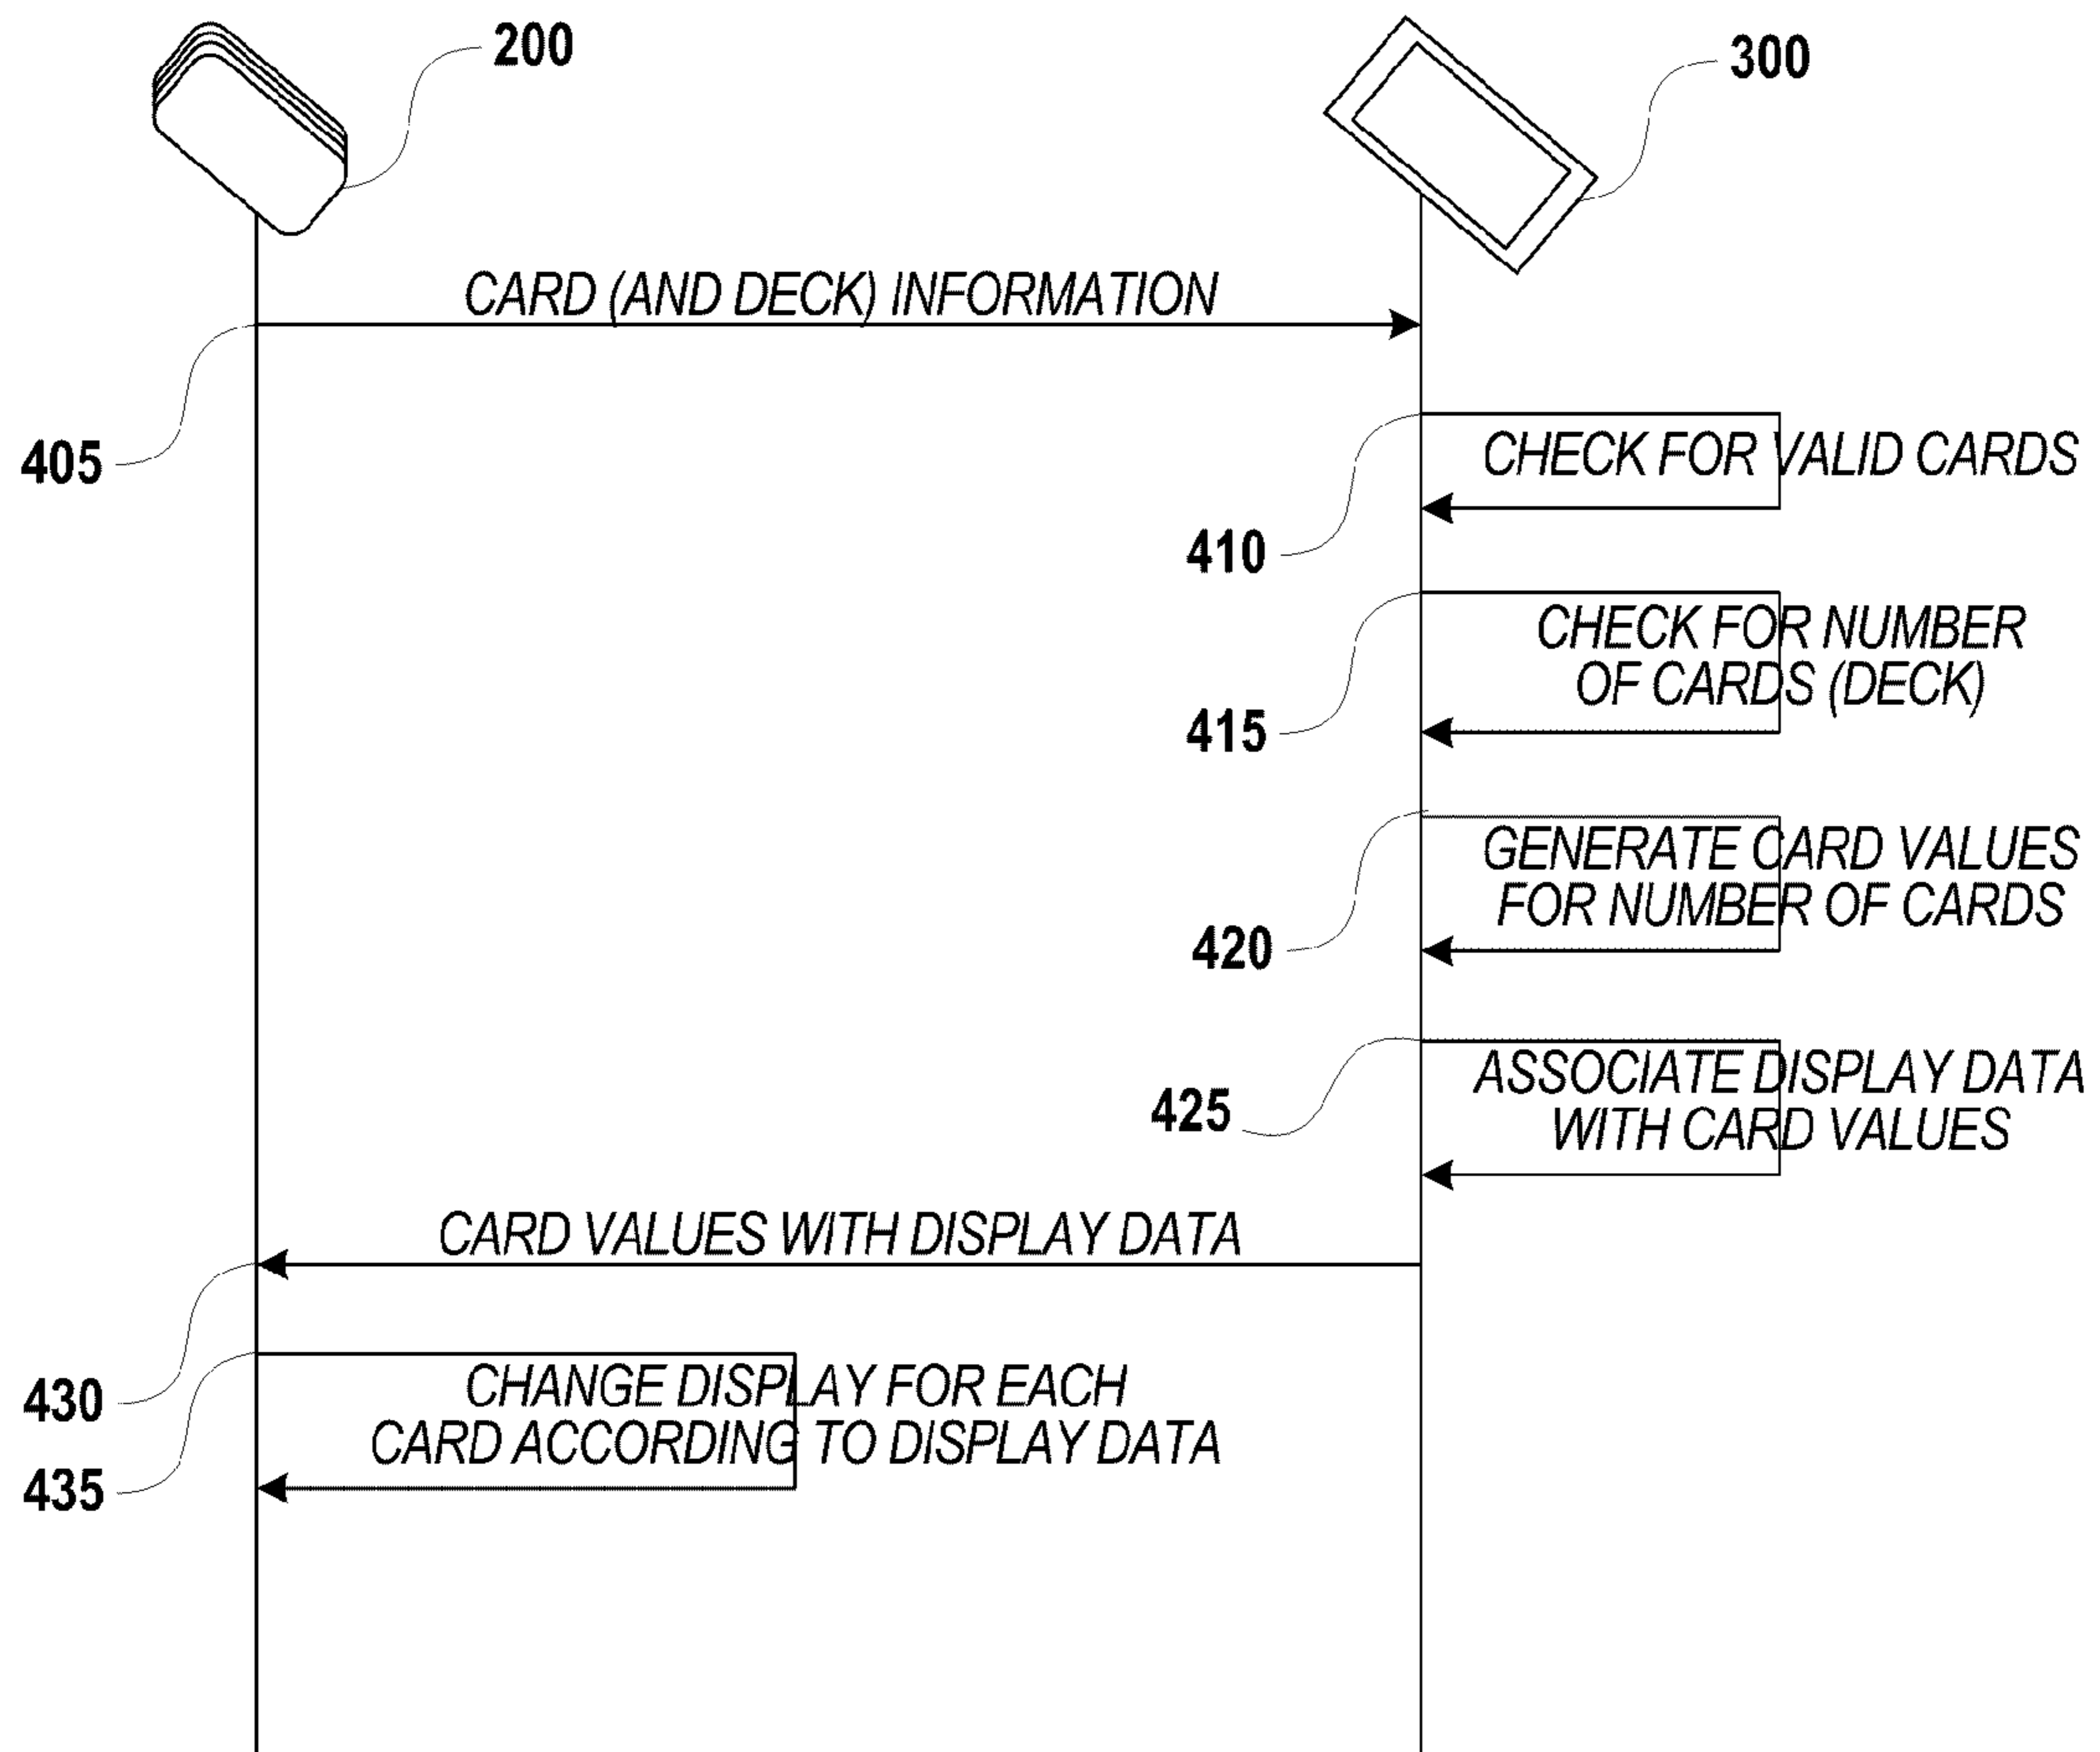 200
300
CARD (AND DECK) INFORMATION
405
CHECK FOR VALID CARDS
410
CHECK FOR NUMBER
OF CARDS (DECK)
415
GENERATE CARD VALUES
FOR NUMBER OF CARDS
420
ASSOCIATE DISPLAY DATA
WITH CARD VALUES
425
CARD VALUES WITH DISPLAY DATA
430
CHANGE DISPLAY FOR EACH
CARD ACCORDING TO DISPLAY DATA
435